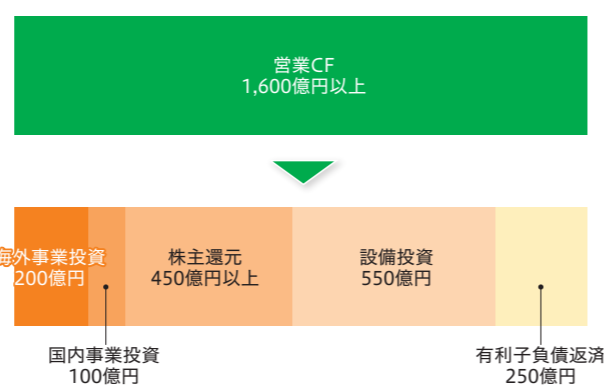 営業CF
1,600億円以上
海外事業投資
200億円
株主還元
450億円以上
設備投資
550億円
国内事業投資
100億円
有利子負債返済
250億円